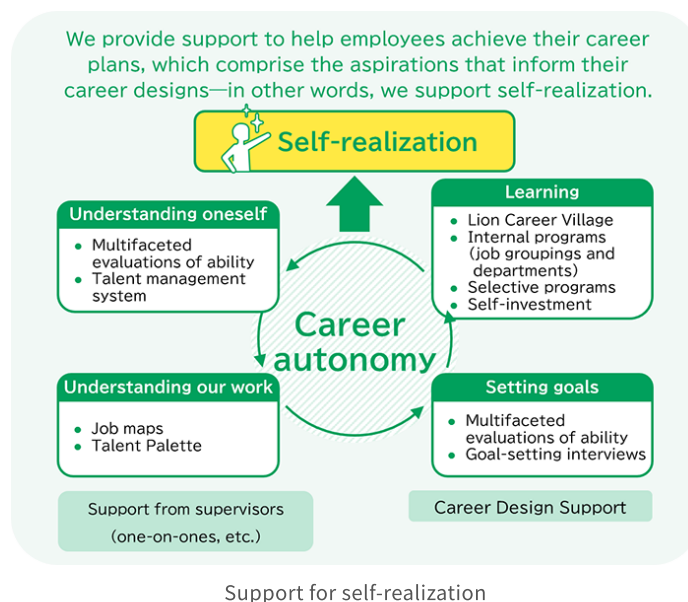 We provide support to help employees achieve their career
plans, which comprise the aspirations that inform their
career designs—in other words, we support self-realization.
Self-realization
Understanding oneself
• Multifaceted
evaluations of ability
• Talent management
system
Learning
• Lion Career Village
• Internal programs
(job groupings and
departments)
• Selective programs
• Self-investment
Career
autonomy
Understanding our work
• Job maps
• Talent Palette
Setting goals
• Multifaceted
evaluations of ability
• Goal-setting interviews
Support from supervisors
(one-on-ones, etc.)
Career Design Support
Support for self-realization